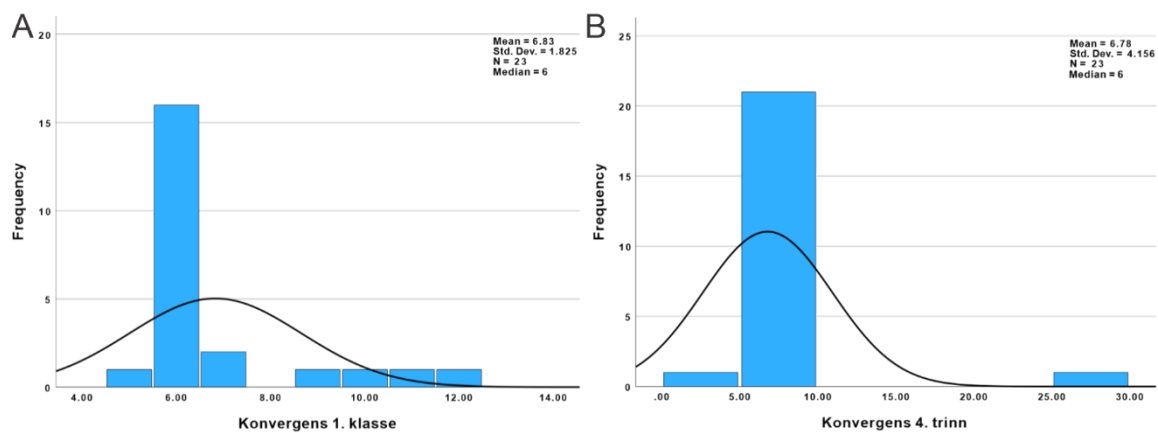 A
Mean = 6.83
Std. Dev. = 1.825
N = 23
Median = 6
20
15
10
5
0
Frequency
4.00 6.00 8.00 10.00 12.00 14.00
Konvergens 1. klasse
B
Mean = 6.78
Std. Dev. = 4.156
N = 23
Median = 6
25
20
15
10
5
0
Frequency
.00 5.00 10.00 15.00 20.00 25.00 30.00
Konvergens 4. trinn